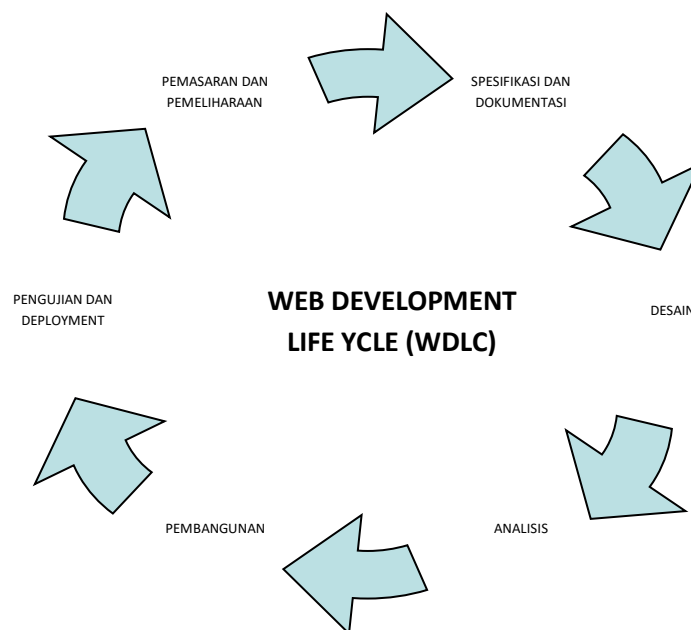 PEMASARAN DAN
PEMELIHARAAN
SPESIFIKASI DAN
DOKUMENTASI
PENGUJIAN DAN
DEPLOYMENT
WEB DEVELOPMENT
LIFE YCLE (WDLC)
DESAIN
PEMBANGUNAN
ANALISIS